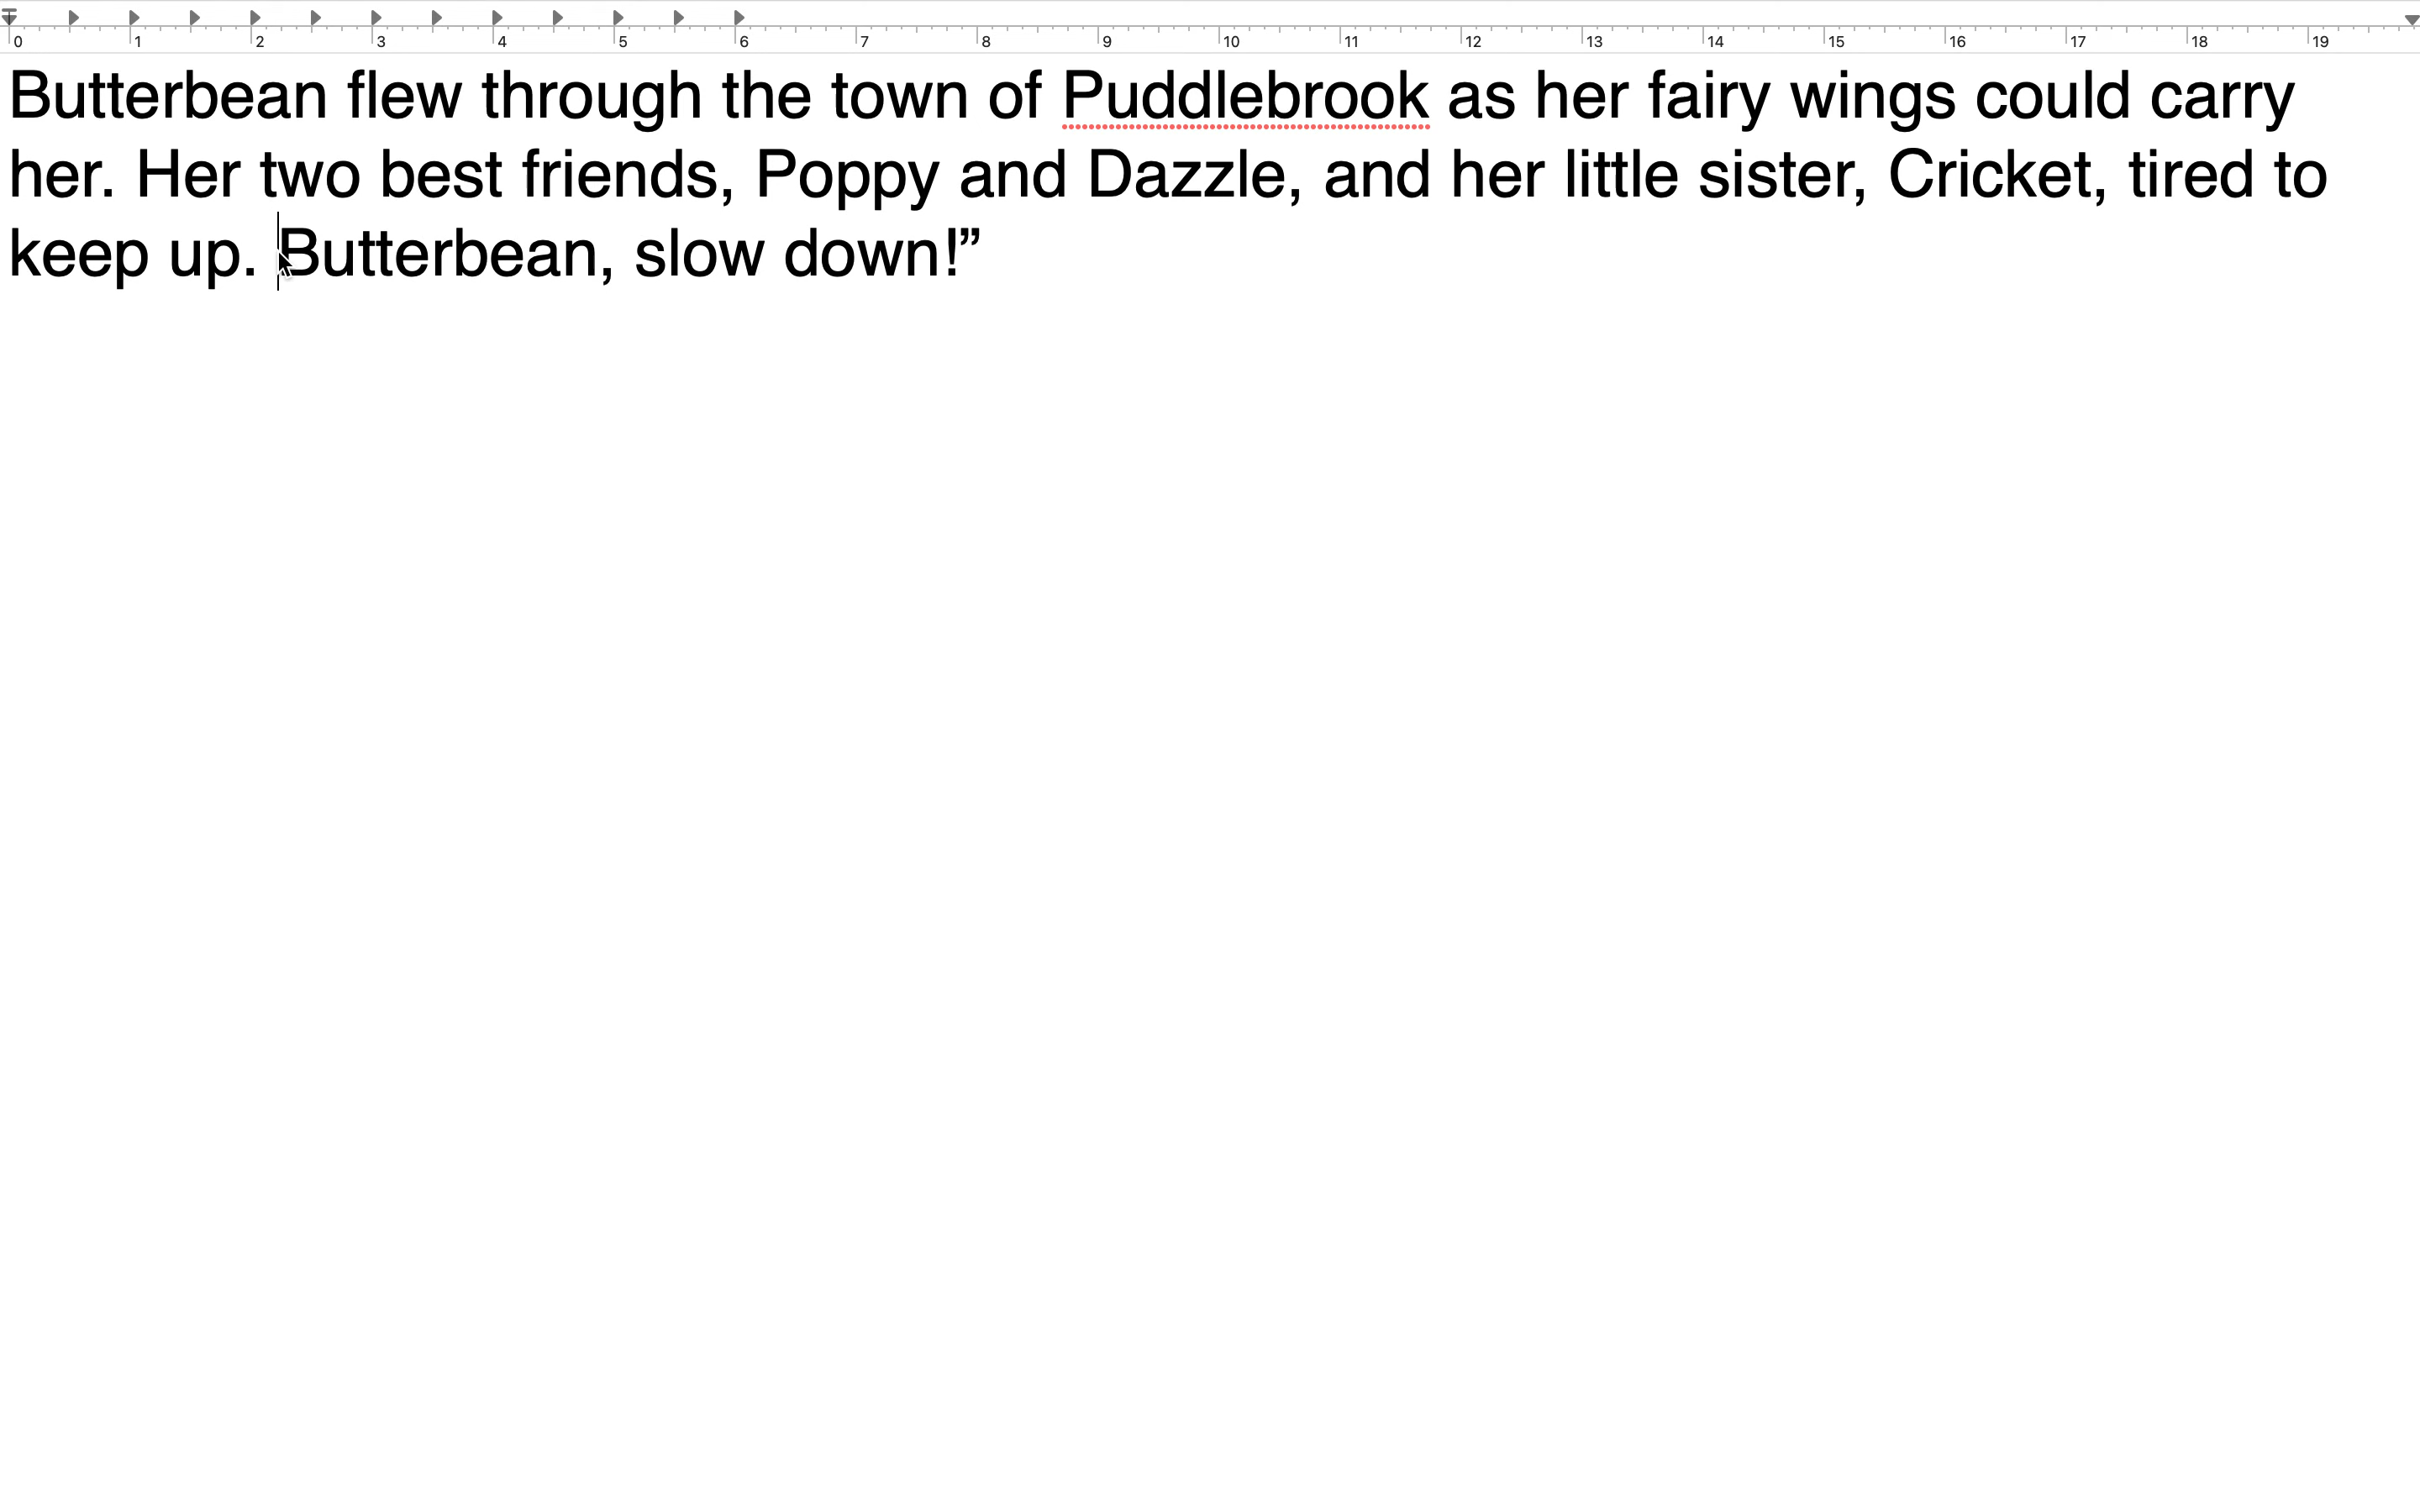 0 1 2 3 4 5 6 7 8 9 10 11 12 13 14 15 16 17 18 19
Butterbean flew through the town of Puddlebrook as her fairy wings could carry
her. Her two best friends, Poppy and Dazzle, and her little sister, Cricket, tired to
keep up. Butterbean, slow down!”